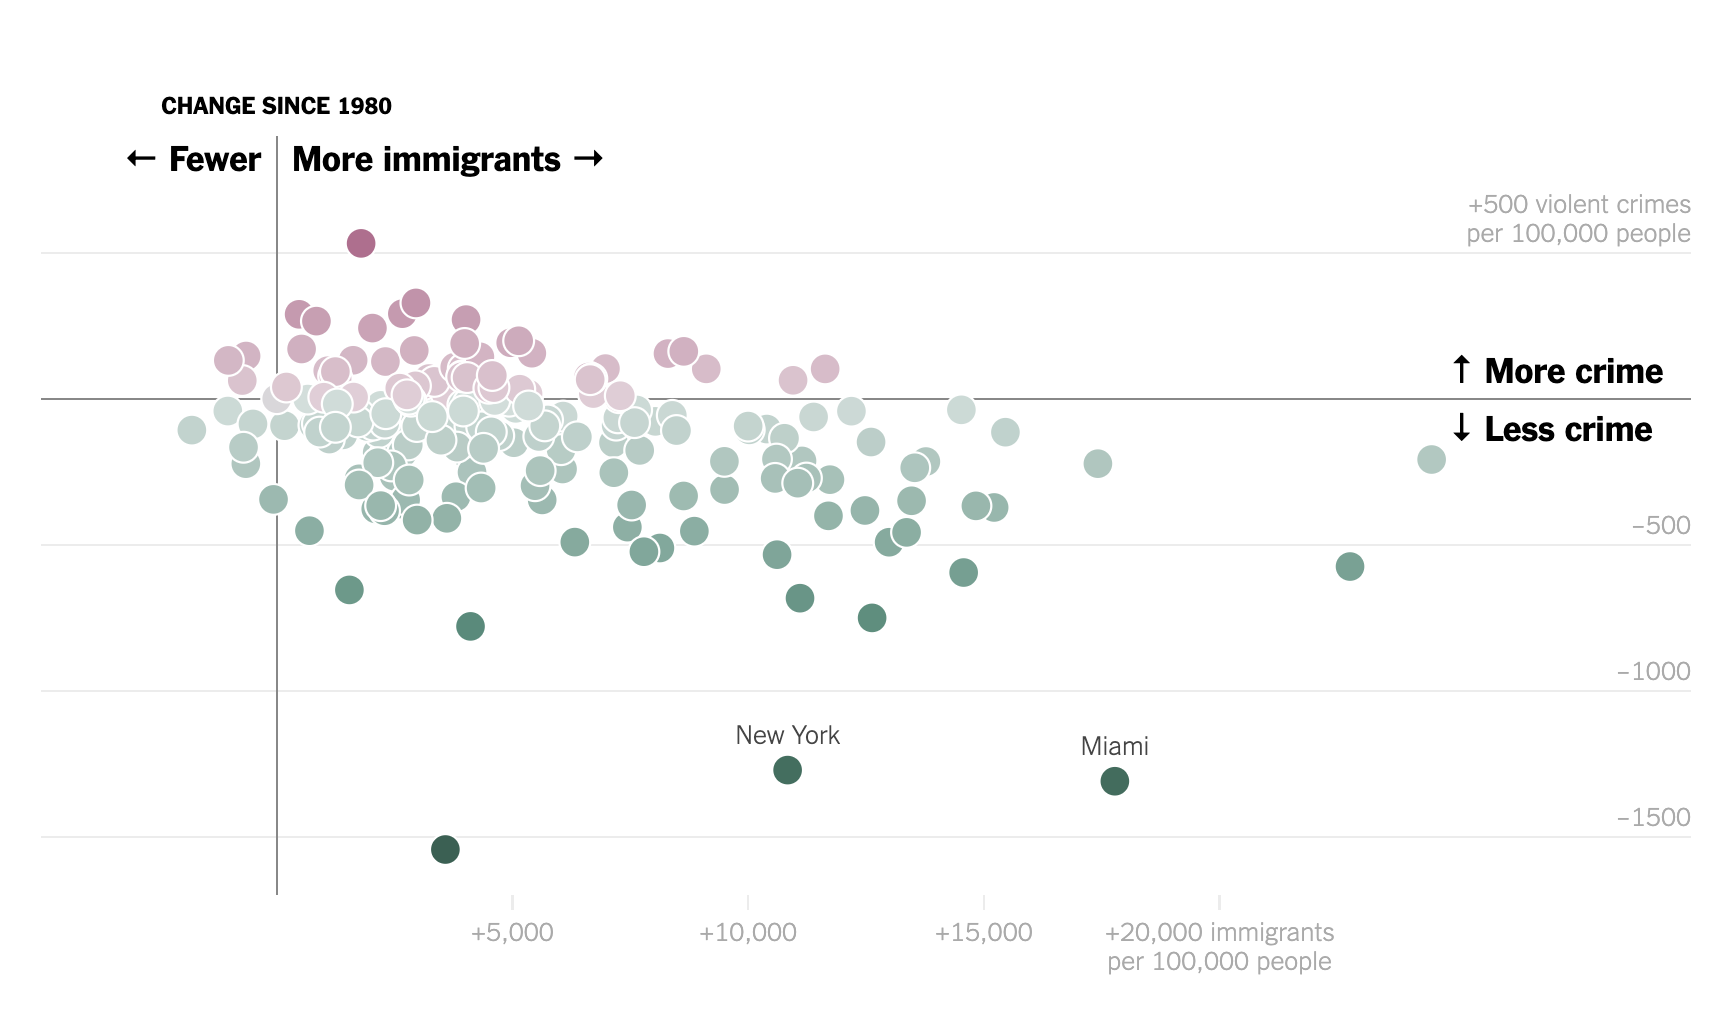 CHANGE SINCE 1980
← Fewer
More immigrants →
+500 violent crimes
per 100,000 people
↑ More crime
↓ Less crime
–500
–1000
New York
Miami
–1500
+5,000
+10,000
+15,000
+20,000 immigrants
per 100,000 people